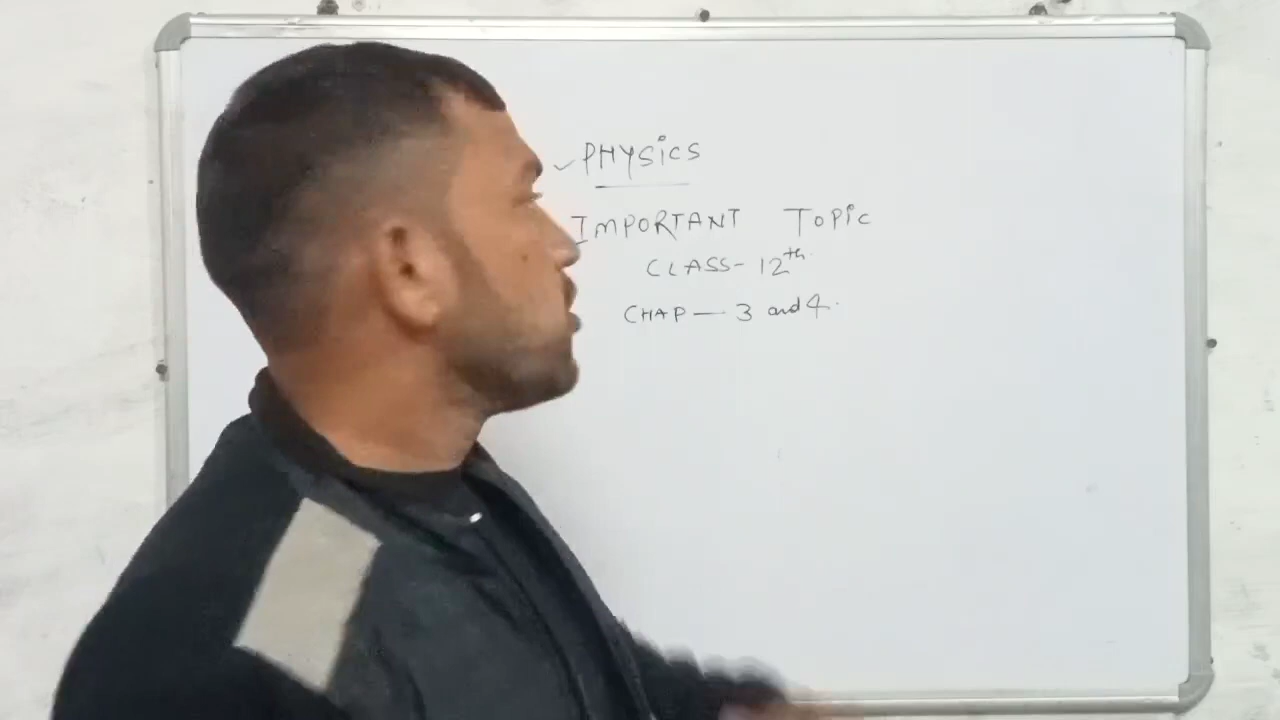 ✓ PHYSICS
IMPORTANT TOPIC
CLASS- 12th.
CHAP — 3 and 4.